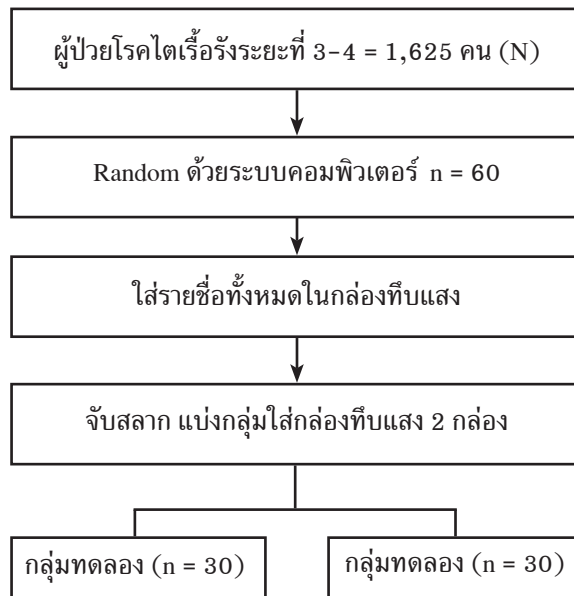 ผู้ป่วยโรคไตเรื้อรังระยะที่ 3-4 = 1,625 คน (N)
Random ด้วยระบบคอมพิวเตอร์ n = 60
ใส่รายชื่อทั้งหมดในกล่องทึบแสง
จับสลาก แบ่งกลุ่มใส่กล่องทึบแสง 2 กล่อง
กลุ่มทดลอง (n = 30)
กลุ่มทดลอง (n = 30)